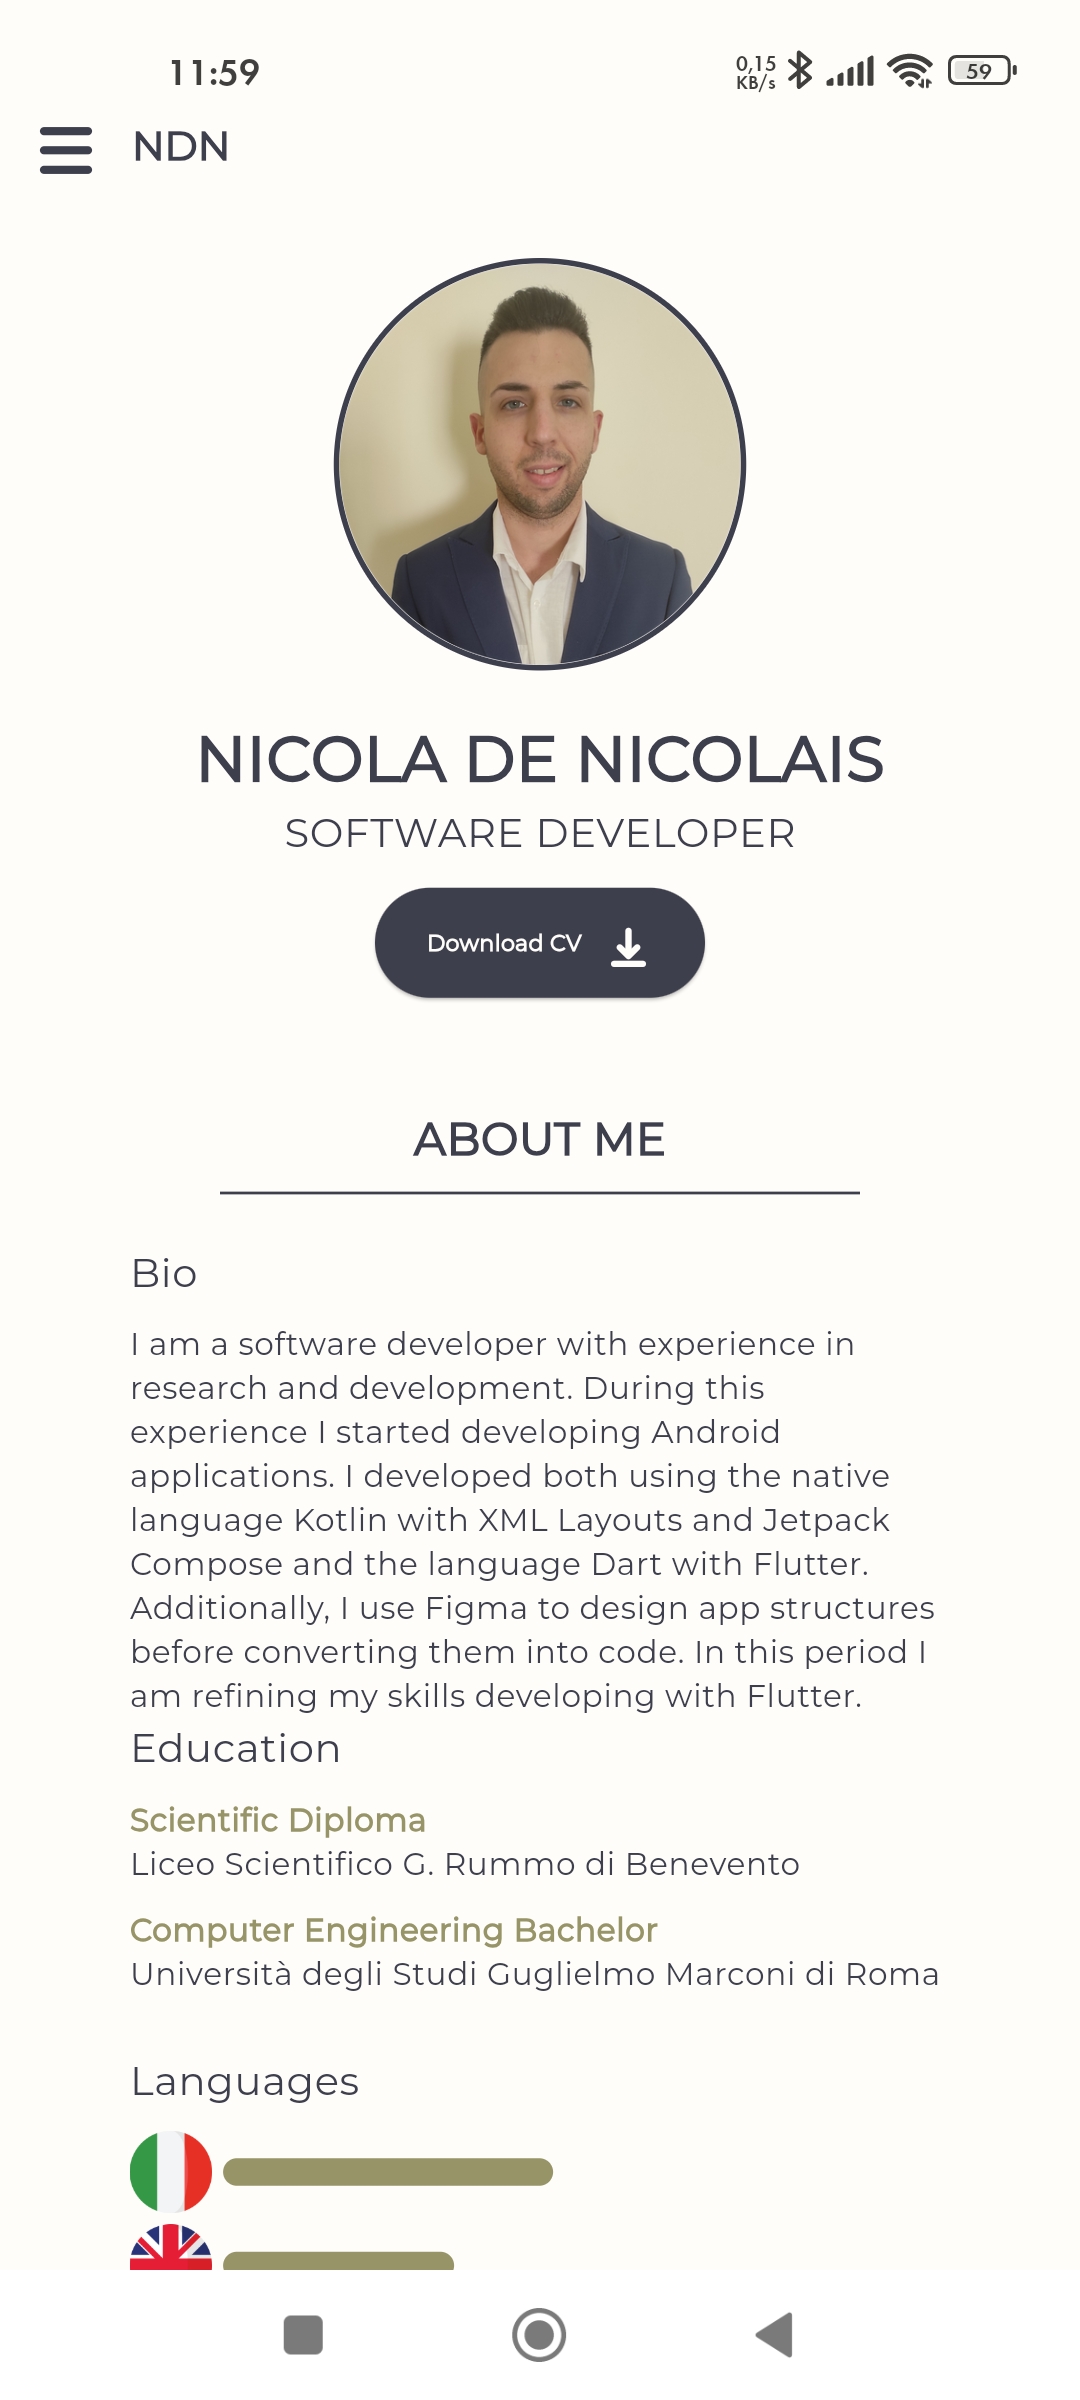 11:59
0,15
KB/s
59
NDN
NICOLA DE NICOLAIS
SOFTWARE DEVELOPER
Download CV
ABOUT ME
Bio
I am a software developer with experience in
research and development. During this
experience I started developing Android
applications. I developed both using the native
language Kotlin with XML Layouts and Jetpack
Compose and the language Dart with Flutter.
Additionally, I use Figma to design app structures
before converting them into code. In this period I
am refining my skills developing with Flutter.
Education
Scientific Diploma
Liceo Scientifico G. Rummo di Benevento
Computer Engineering Bachelor
Università degli Studi Guglielmo Marconi di Roma
Languages